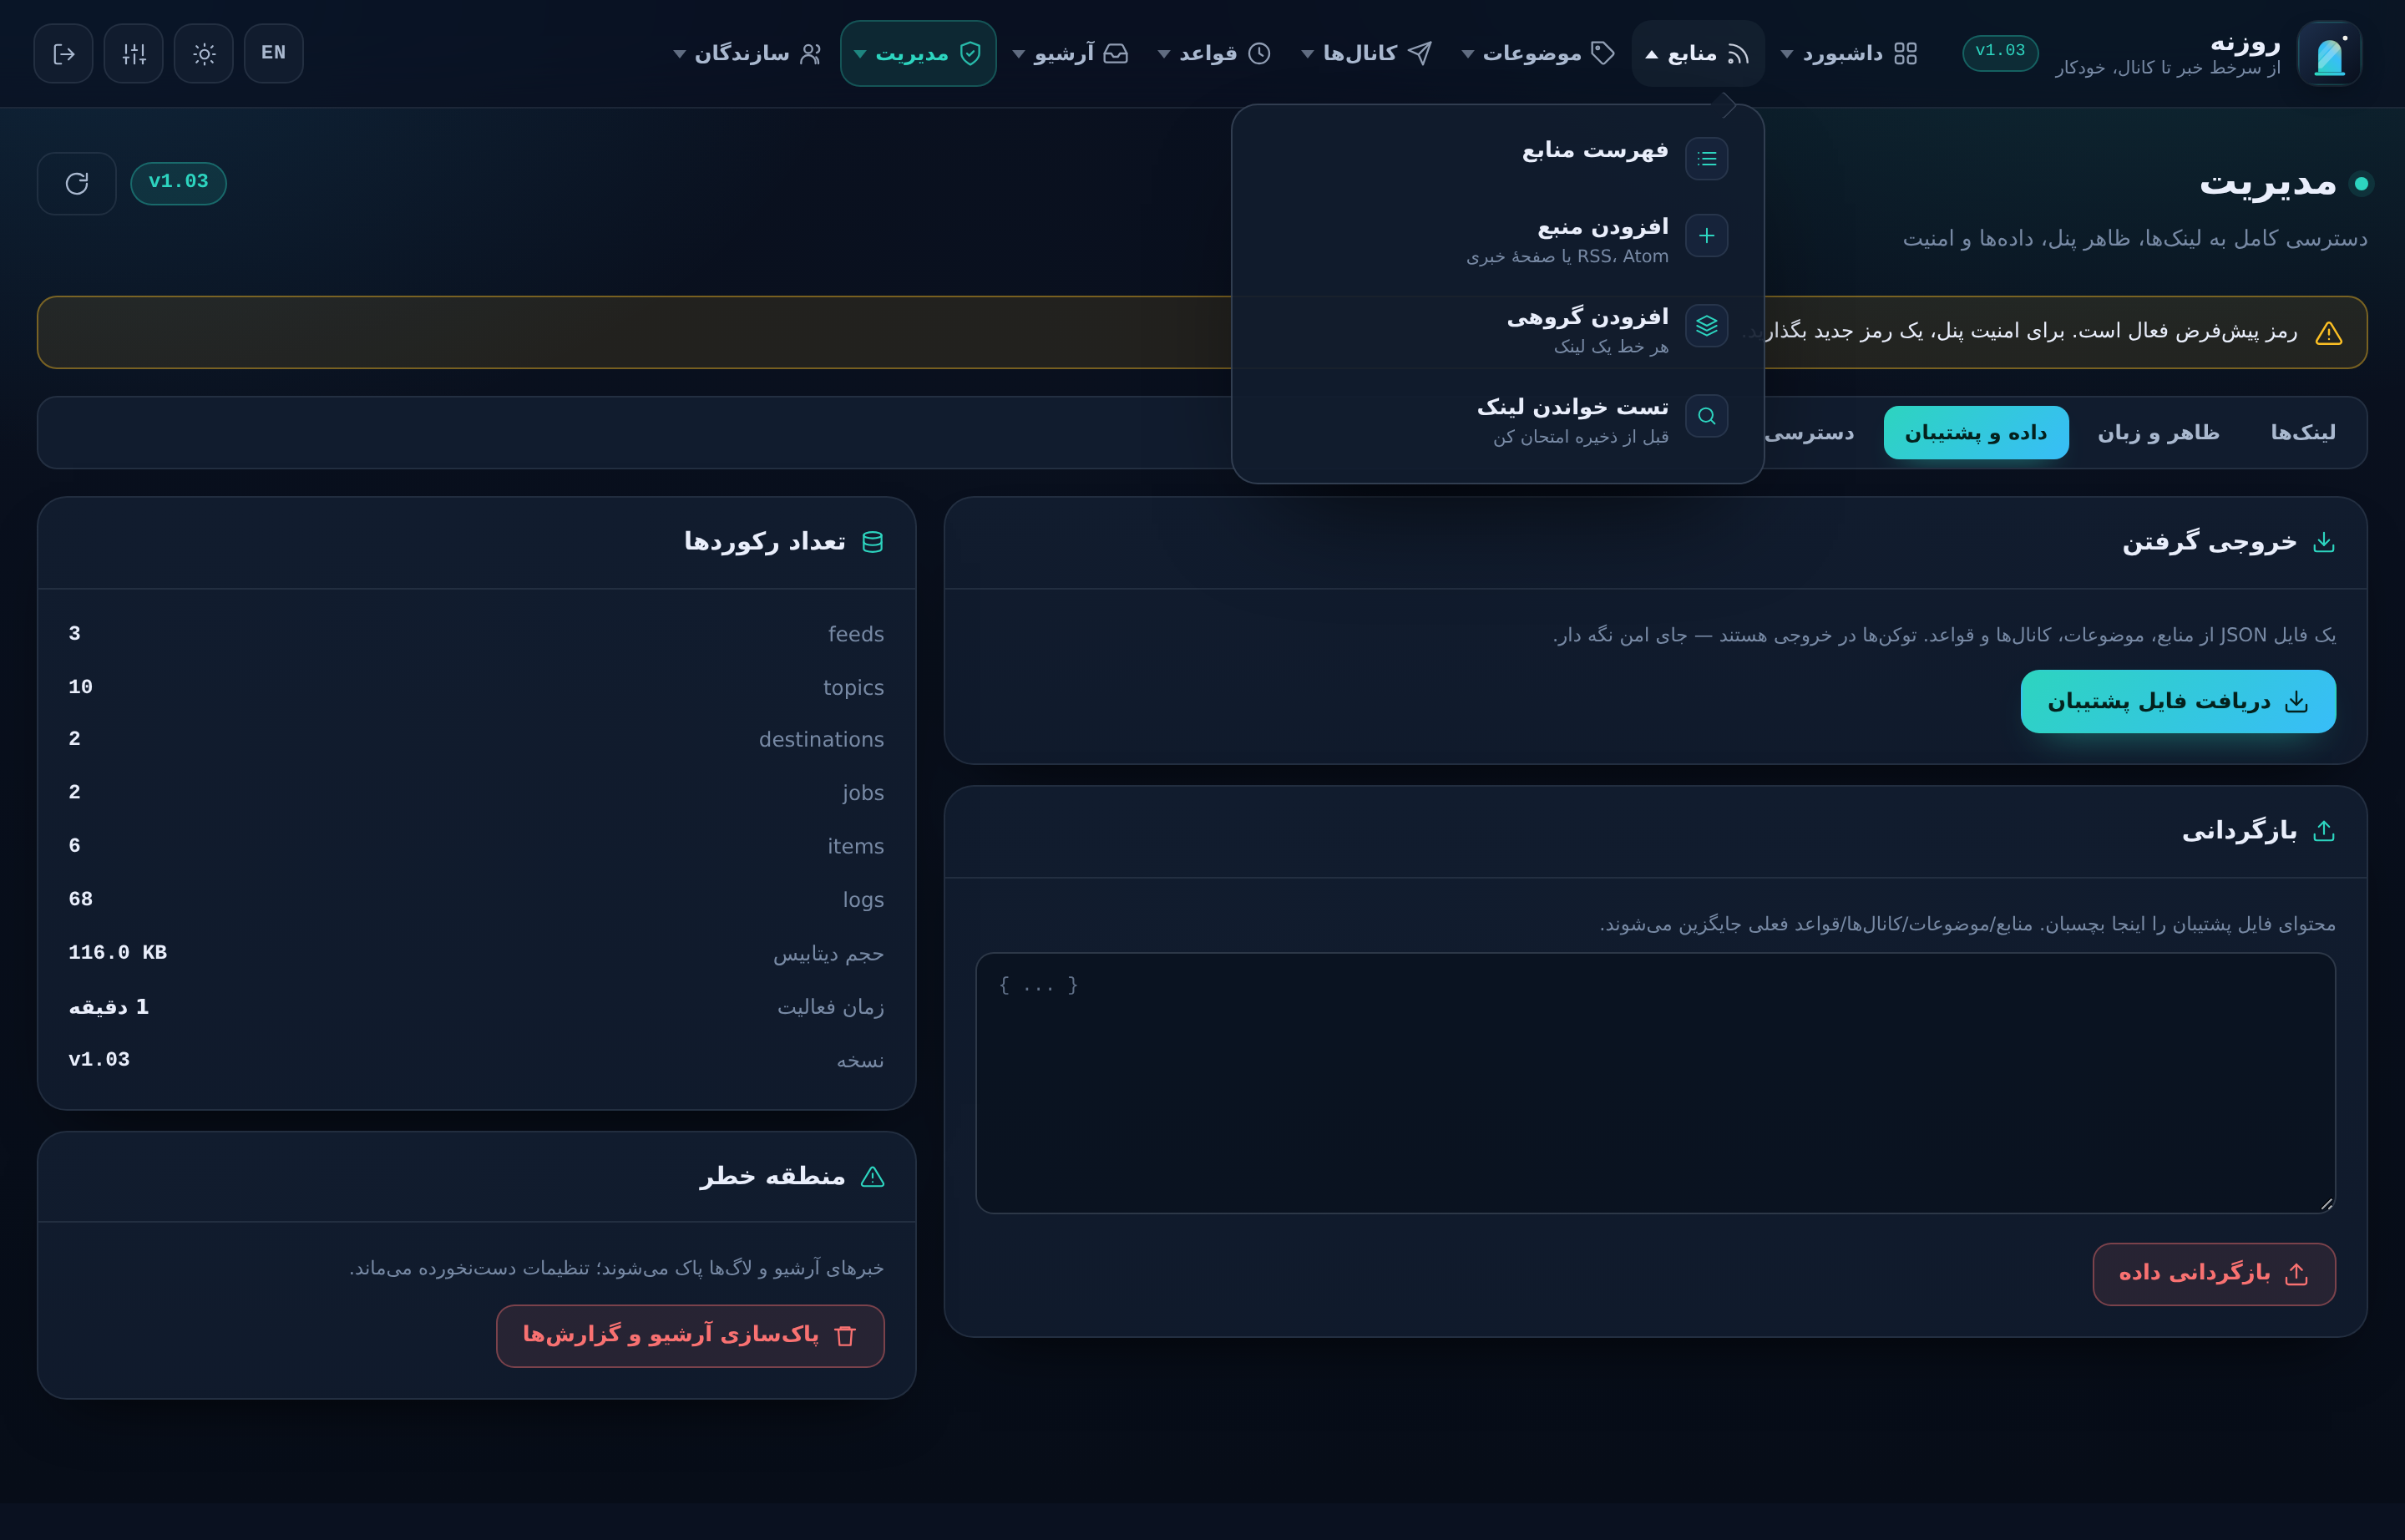 روزنه
از سرخط خبر تا کانال، خودکار
v1.03
داشبورد
منابع
موضوعات
کانال‌ها
قواعد
آرشیو
مدیریت
سازندگان
EN
فهرست منابع
افزودن منبع
RSS، Atom یا صفحهٔ خبری
افزودن گروهی
هر خط یک لینک
تست خواندن لینک
قبل از ذخیره امتحان کن
مدیریت
v1.03
دسترسی کامل به لینک‌ها، ظاهر پنل، داده‌ها و امنیت
رمز پیش‌فرض فعال است. برای امنیت پنل، یک رمز جدید بگذارید.
لینک‌ها
ظاهر و زبان
داده و پشتیبان
دسترسی
خروجی گرفتن
یک فایل JSON از منابع، موضوعات، کانال‌ها و قواعد. توکن‌ها در خروجی هستند — جای امن نگه دار.
دریافت فایل پشتیبان
بازگردانی
محتوای فایل پشتیبان را اینجا بچسبان. منابع/موضوعات/کانال‌ها/قواعد فعلی جایگزین می‌شوند.
{ ... }
بازگردانی داده
تعداد رکوردها
feeds 3
topics 10
destinations 2
jobs 2
items 6
logs 68
حجم دیتابیس 116.0 KB
زمان فعالیت 1 دقیقه
نسخه v1.03
منطقه خطر
خبرهای آرشیو و لاگ‌ها پاک می‌شوند؛ تنظیمات دست‌نخورده می‌ماند.
پاک‌سازی آرشیو و گزارش‌ها